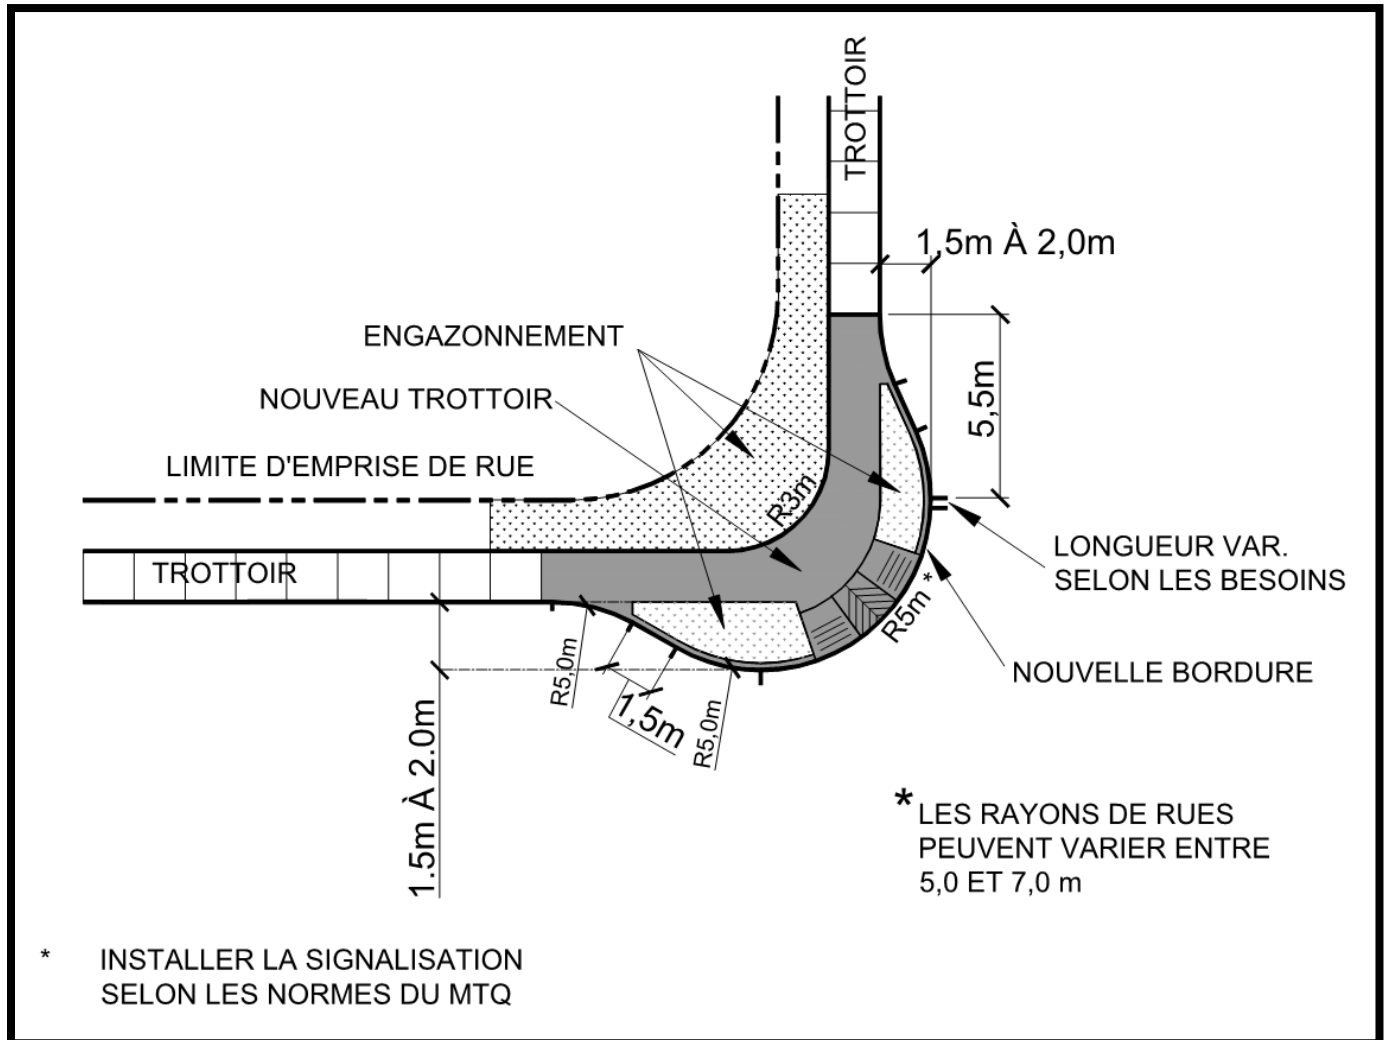 TROTTOIR
1,5m À 2,0m
ENGAZONNEMENT
NOUVEAU TROTTOIR
5,5m
LIMITE D'EMPRISE DE RUE
R3m
LONGUEUR VAR.
SELON LES BESOINS
TROTTOIR
R5m *
NOUVELLE BORDURE
R5,0m
1,5m
R5,0m
1.5m À 2.0m
* LES RAYONS DE RUES
PEUVENT VARIER ENTRE
5,0 ET 7,0 m
* INSTALLER LA SIGNALISATION
SELON LES NORMES DU MTQ